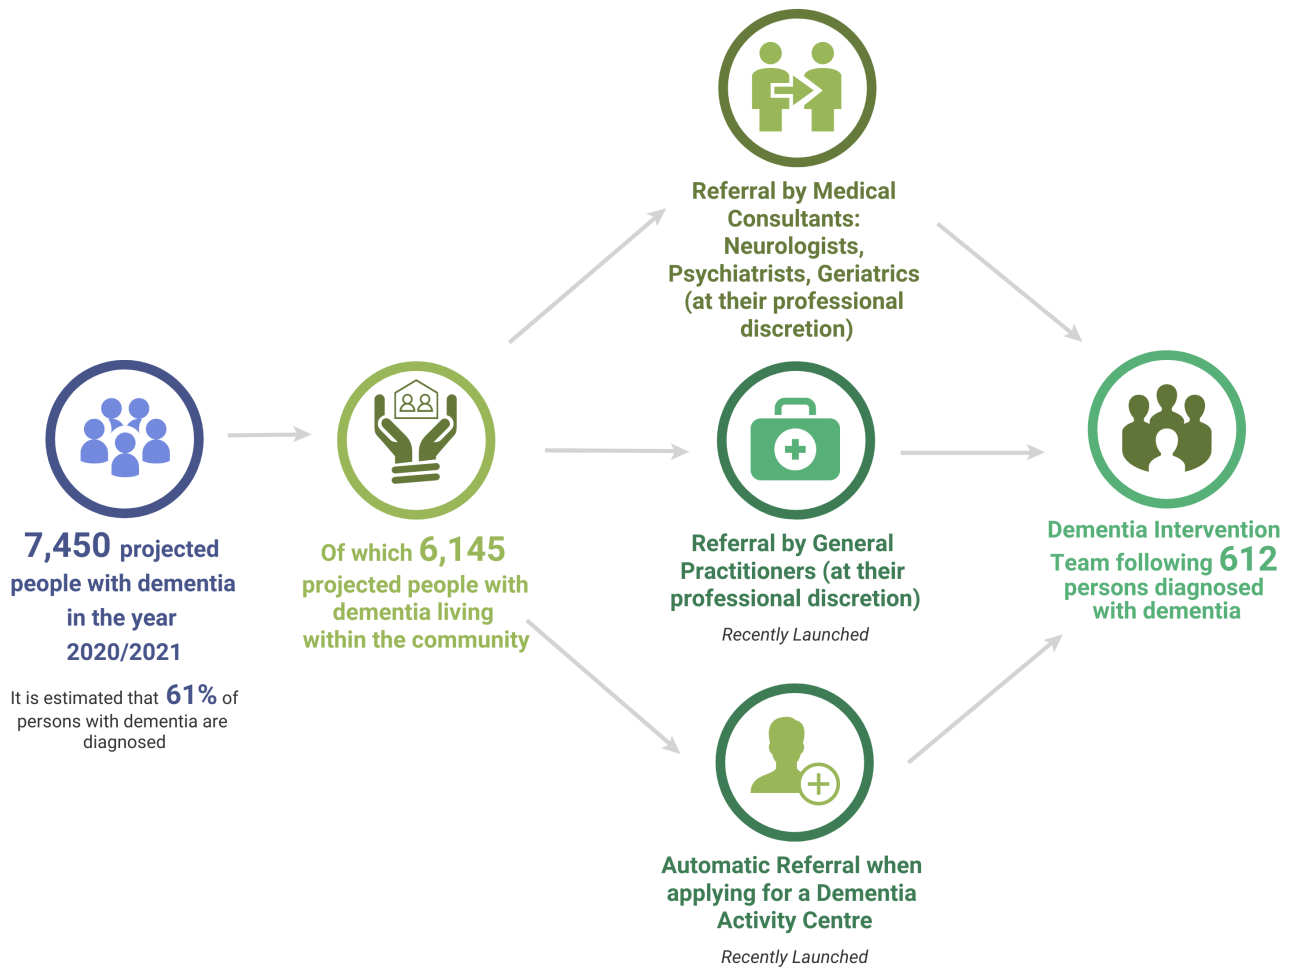 7,450 projected
people with dementia
in the year
2020/2021
It is estimated that 61% of
persons with dementia are
diagnosed
Of which 6,145
projected people with
dementia living
within the community
Referral by Medical
Consultants:
Neurologists,
Psychiatrists, Geriatrics
(at their professional
discretion)
Referral by General
Practitioners (at their
professional discretion)
Recently Launched
Automatic Referral when
applying for a Dementia
Activity Centre
Recently Launched
Dementia Intervention
Team following 612
persons diagnosed
with dementia